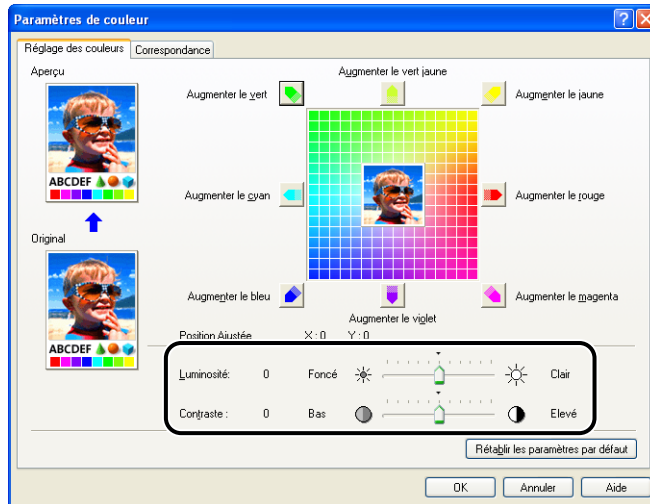 Paramètres de couleur
Réglage des couleurs Correspondance
Aperçu
ABCDEF
Original
ABCDEF
Augmenter le vert jaune
Augmenter le vert
Augmenter le jaune
Augmenter le cyan
Augmenter le rouge
Augmenter le bleu
Augmenter le magenta
Augmenter le violet
Position Ajustée X : 0 Y : 0
Luminosité: 0 Foncé Clair
Contraste : 0 Bas Elevé
Rétablir les paramètres par défaut
OK Annuler Aide